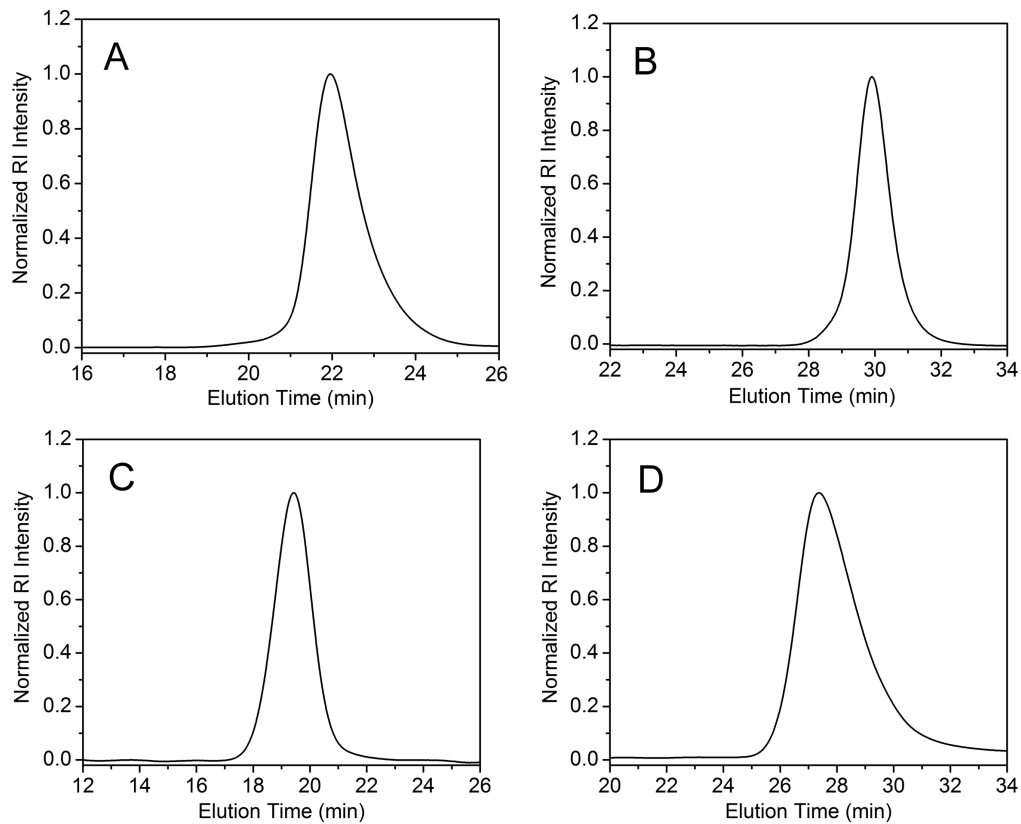 A
Normalized RI Intensity
1.2
1.0
0.8
0.6
0.4
0.2
0.0
16 18 20 22 24 26
Elution Time (min)
B
Normalized RI Intensity
1.2
1.0
0.8
0.6
0.4
0.2
0.0
22 24 26 28 30 32 34
Elution Time (min)
C
Normalized RI Intensity
1.2
1.0
0.8
0.6
0.4
0.2
0.0
12 14 16 18 20 22 24 26
Elution Time (min)
D
Normalized RI Intensity
1.2
1.0
0.8
0.6
0.4
0.2
0.0
20 22 24 26 28 30 32 34
Elution Time (min)